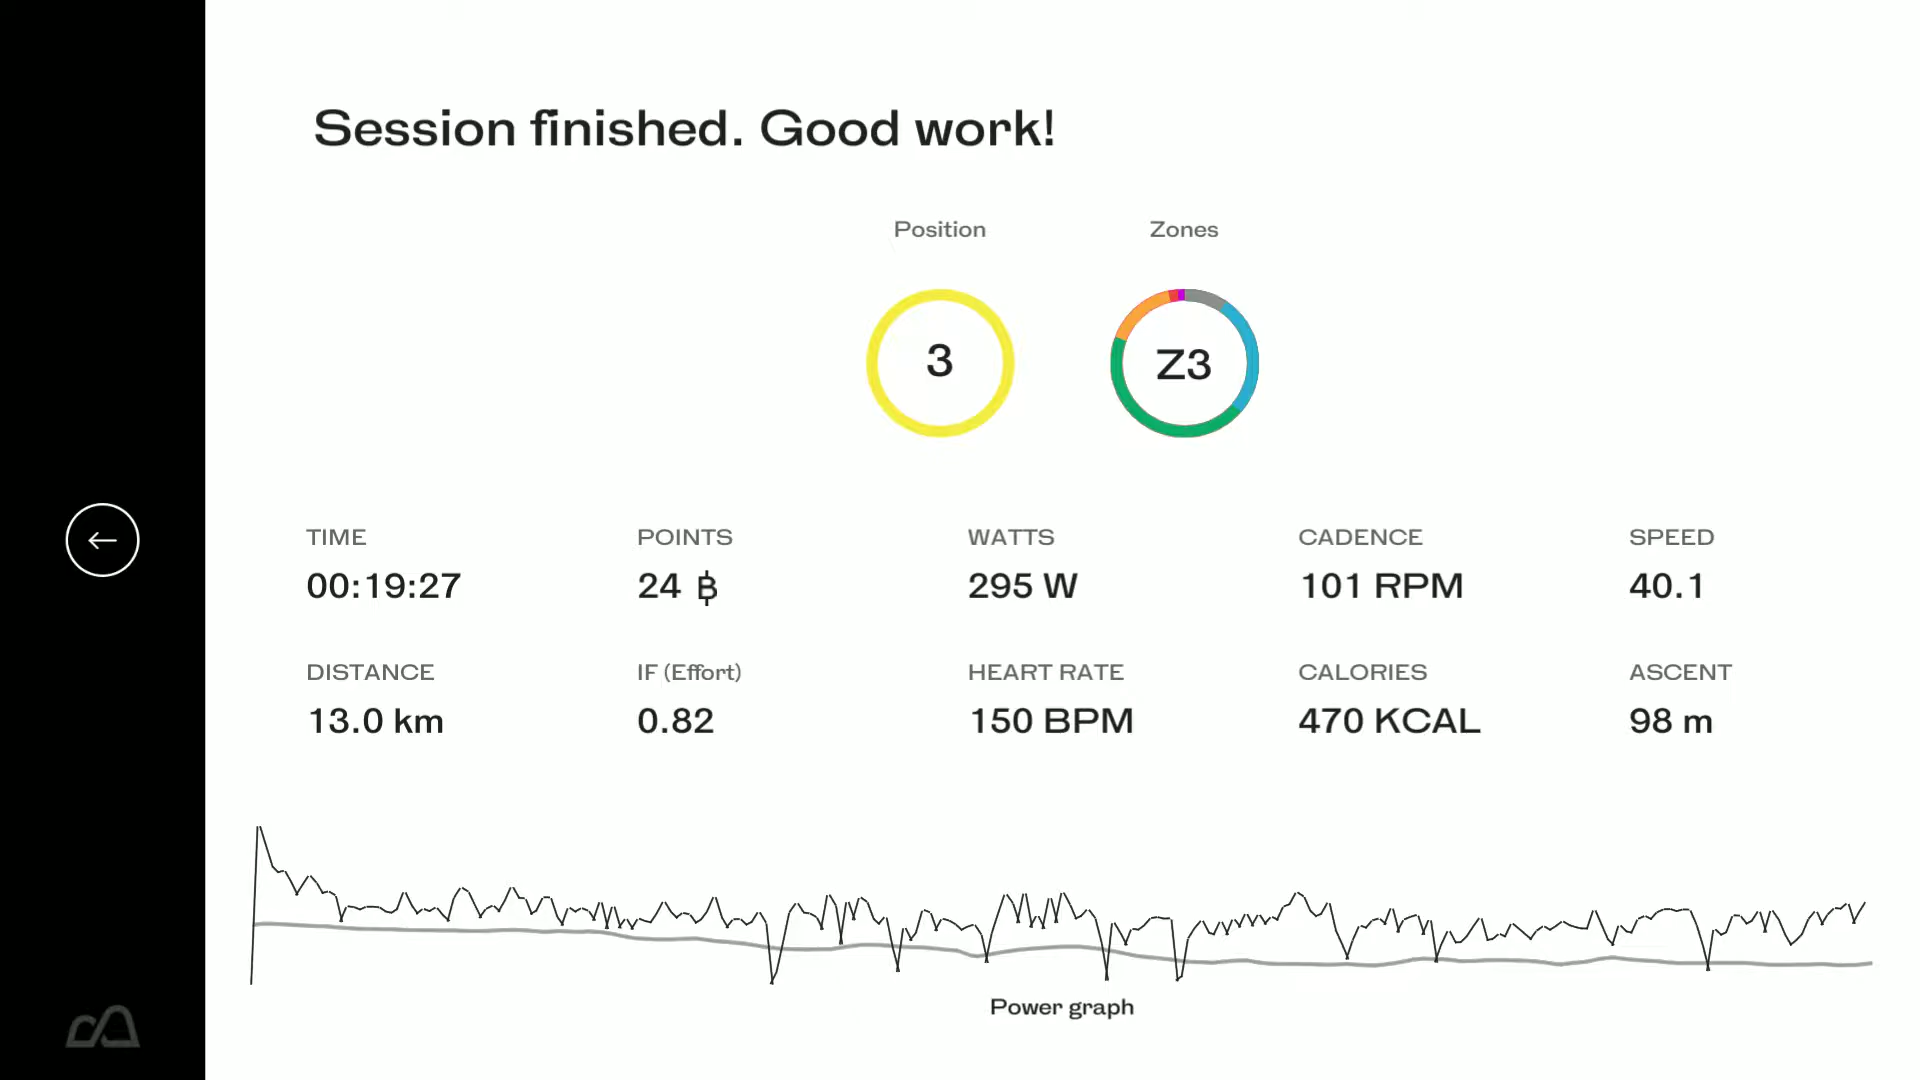 Session finished. Good work!
Position
Zones
3
Z3
TIME
POINTS
WATTS
CADENCE
SPEED
00:19:27
24 ฿
295 W
101 RPM
40.1
DISTANCE
IF (Effort)
HEART RATE
CALORIES
ASCENT
13.0 km
0.82
150 BPM
470 KCAL
98 m
Power graph